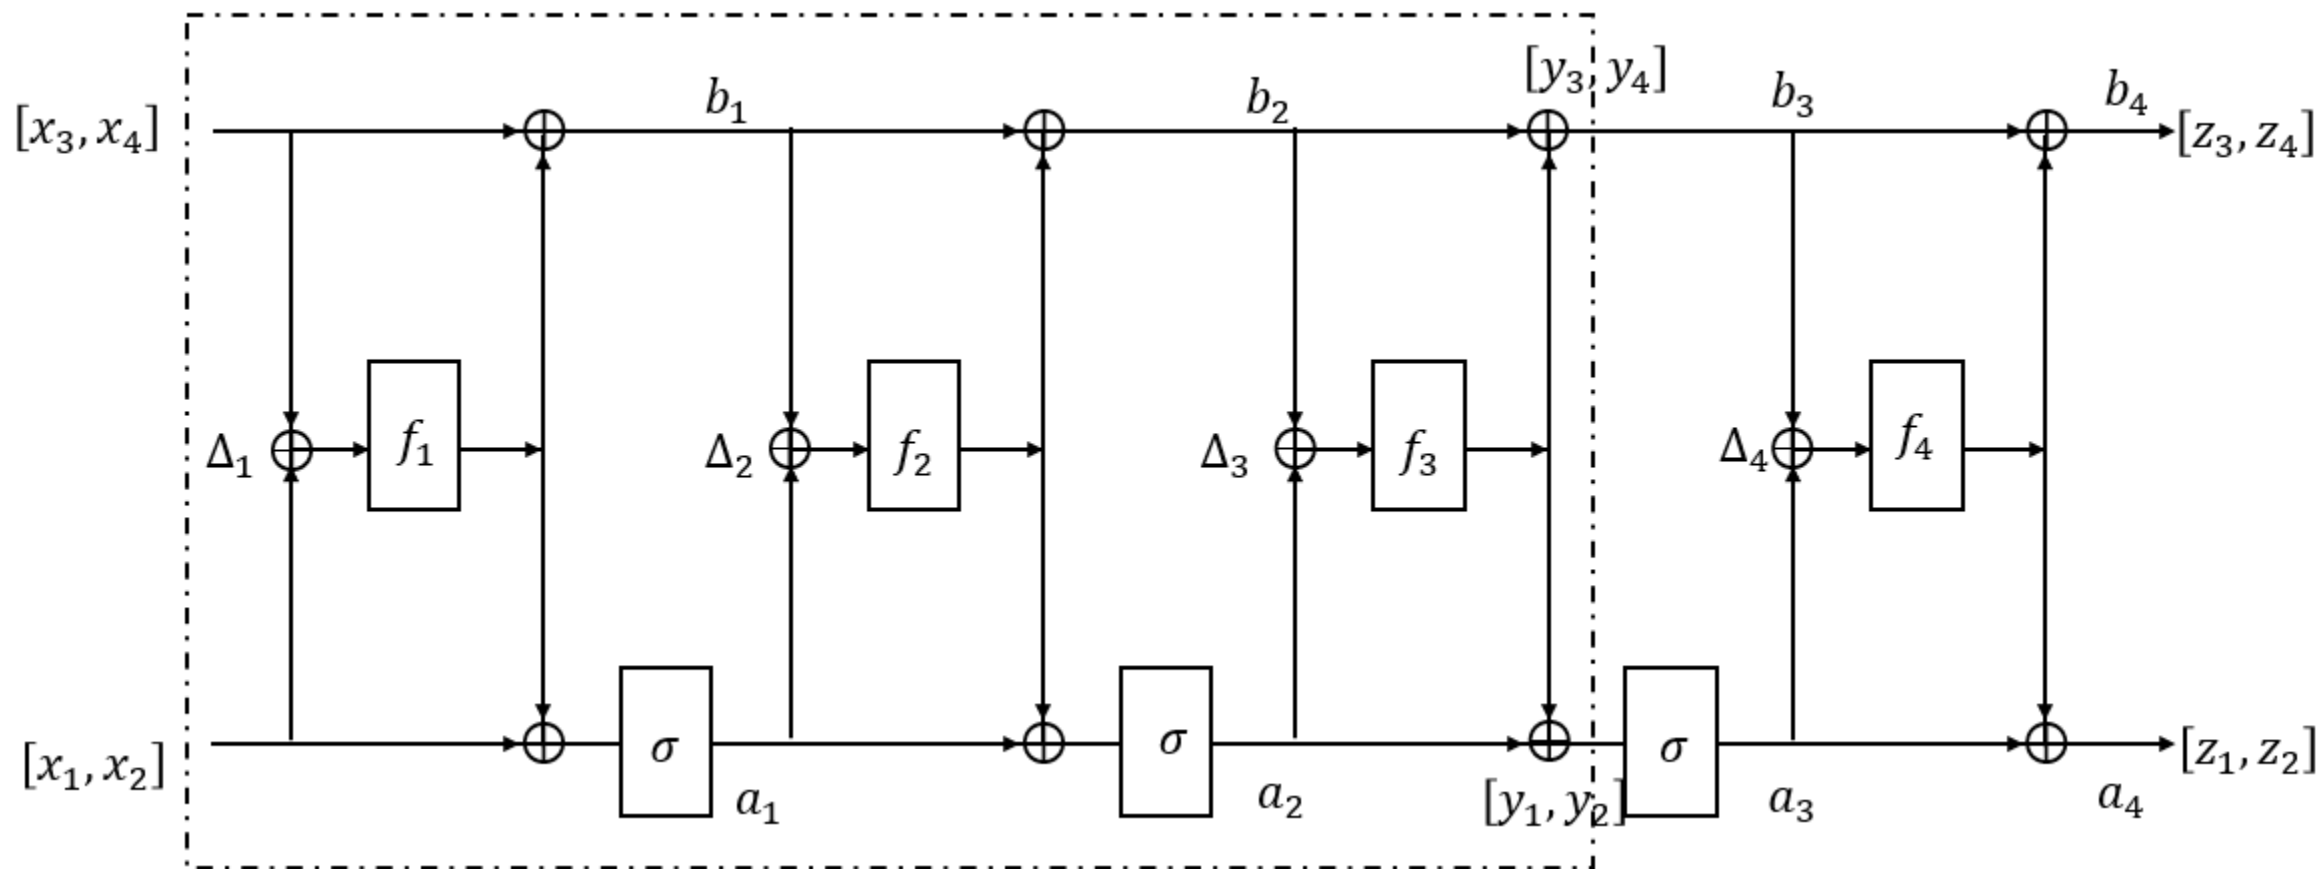 [y₃, y₄]
[x₃, x₄] b₁ b₂ b₃ b₄ [z₃, z₄]
Δ₁ f₁ Δ₂ f₂ Δ₃ f₃ Δ₄ f₄
[x₁, x₂] σ σ σ [z₁, z₂]
a₁ a₂ [y₁, y₂] a₃ a₄